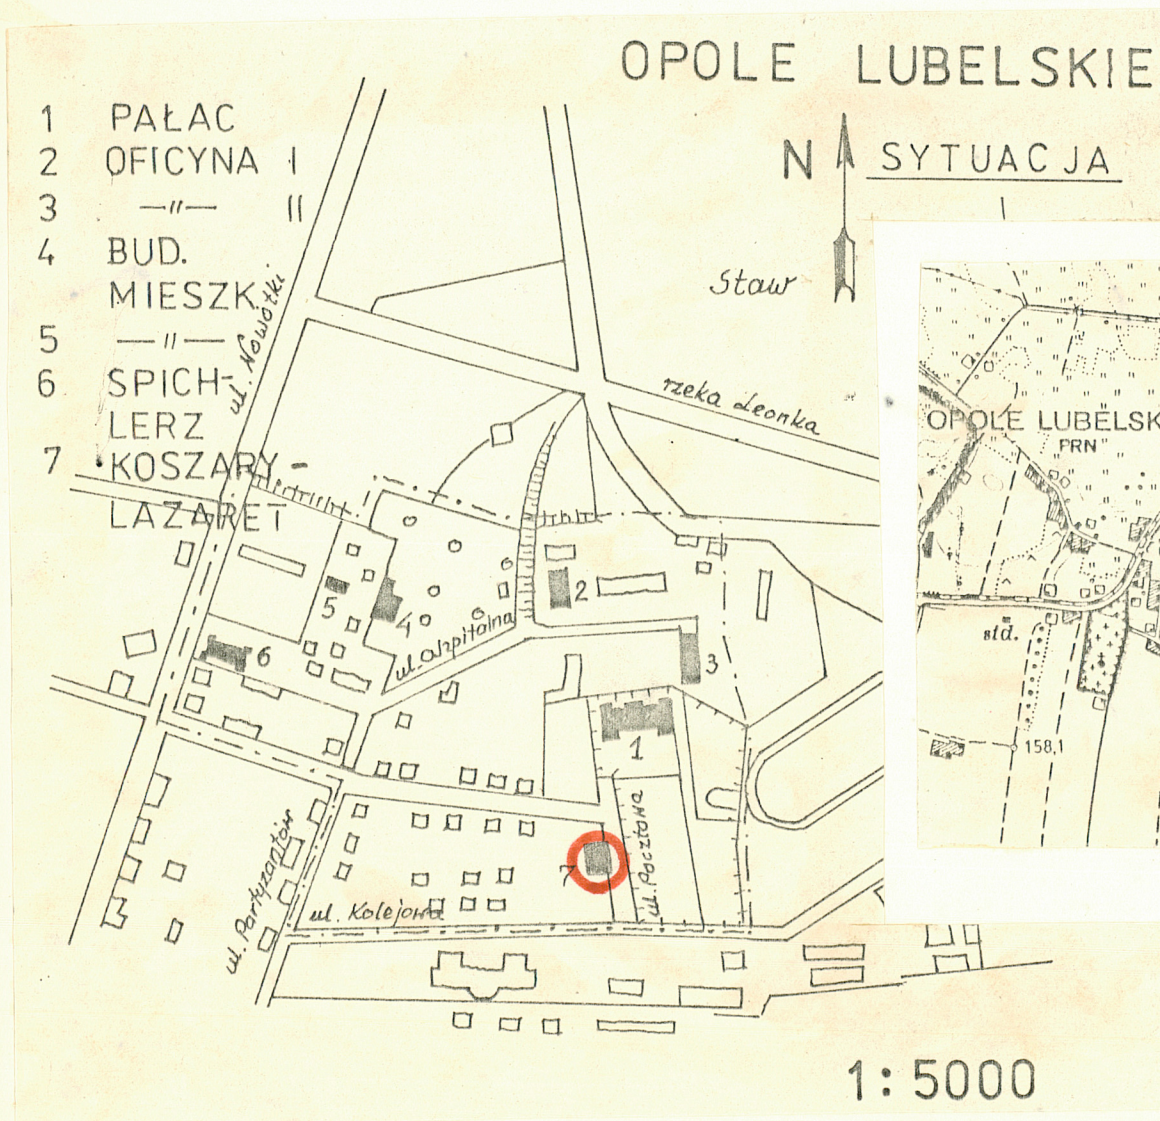 OPOLE LUBELSKIE
N SYTUACJA
1 PAŁAC
2 OFICYNA I
3 —"— II
4 BUD.
MIESZK.
5 —"—
6 SPICH-
LERZ
7 KOSZARY-
LAZARET
ul. Nowotki
Staw
rzeka Leonka
OPOLE LUBELSK
PRN
std.
158,1
2
5
4
ul. Szpitalna
6
3
1
ul. Pocztowa
7
ul. Partyzantów
ul. Kolejowa
1:5000